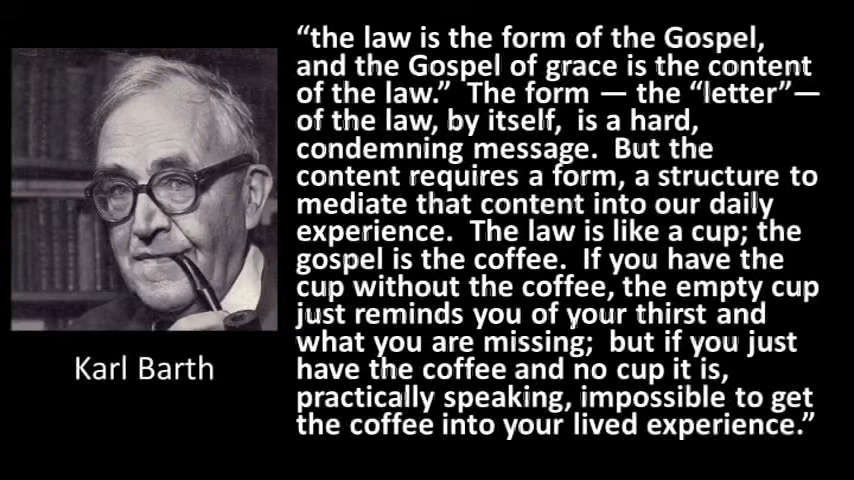 “the law is the form of the Gospel,
and the Gospel of grace is the content
of the law.”  The form — the “letter”—
of the law, by itself,  is a hard,
condemning message.  But the
content requires a form, a structure to
mediate that content into our daily
experience.  The law is like a cup; the
gospel is the coffee.  If you have the
cup without the coffee, the empty cup
just reminds you of your thirst and
what you are missing;  but if you just
have the coffee and no cup it is,
practically speaking, impossible to get
the coffee into your lived experience.”
Karl Barth